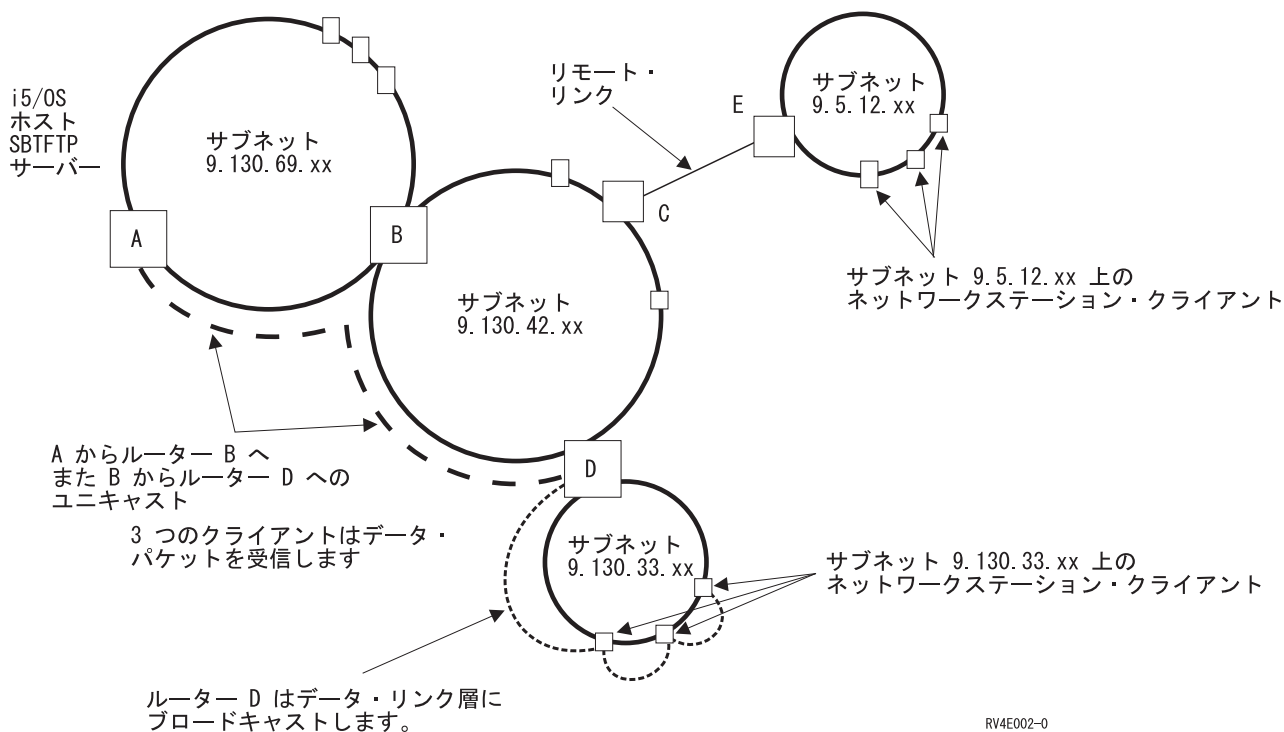 i5/OS
ホスト
SBTFTP
サーバー
サブネット
9.130.69.xx
A
B
リモート・
リンク
E
サブネット
9.5.12.xx
C
サブネット 9.5.12.xx 上の
ネットワークステーション・クライアント
サブネット
9.130.42.xx
A からルーター B へ
また B からルーター D への
ユニキャスト
D
3 つのクライアントはデータ・
パケットを受信します
サブネット
9.130.33.xx
サブネット 9.130.33.xx 上の
ネットワークステーション・クライアント
ルーター D はデータ・リンク層に
ブロードキャストします。
RV4E002-0